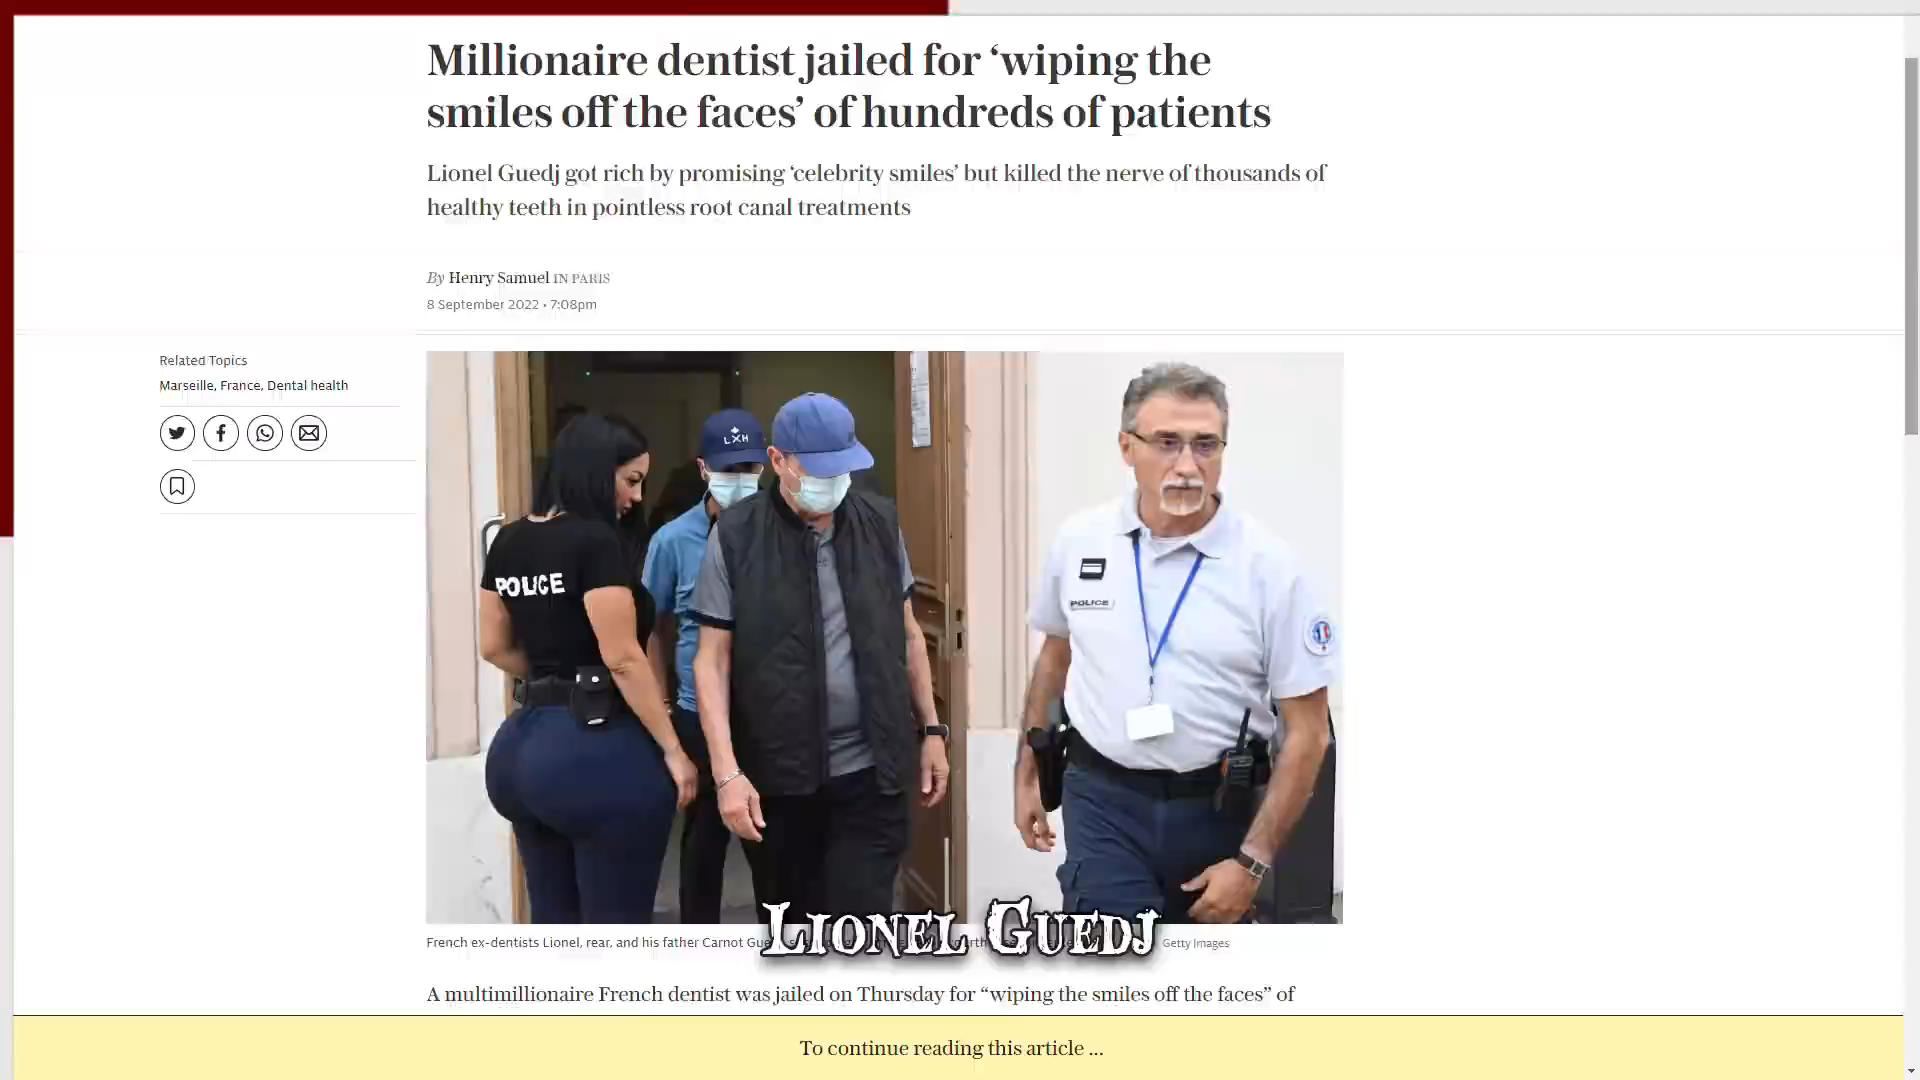 Millionaire dentist jailed for ‘wiping the
smiles off the faces’ of hundreds of patients
Lionel Guedj got rich by promising ‘celebrity smiles’ but killed the nerve of thousands of
healthy teeth in pointless root canal treatments
By Henry Samuel IN PARIS
8 September 2022 • 7:08pm
Related Topics
Marseille, France, Dental health
LXH
POLICE
POLICE
Lionel Guedj
French ex-dentists Lionel, rear, and his father Carnot Getty Images
A multimillionaire French dentist was jailed on Thursday for “wiping the smiles off the faces” of
To continue reading this article ...